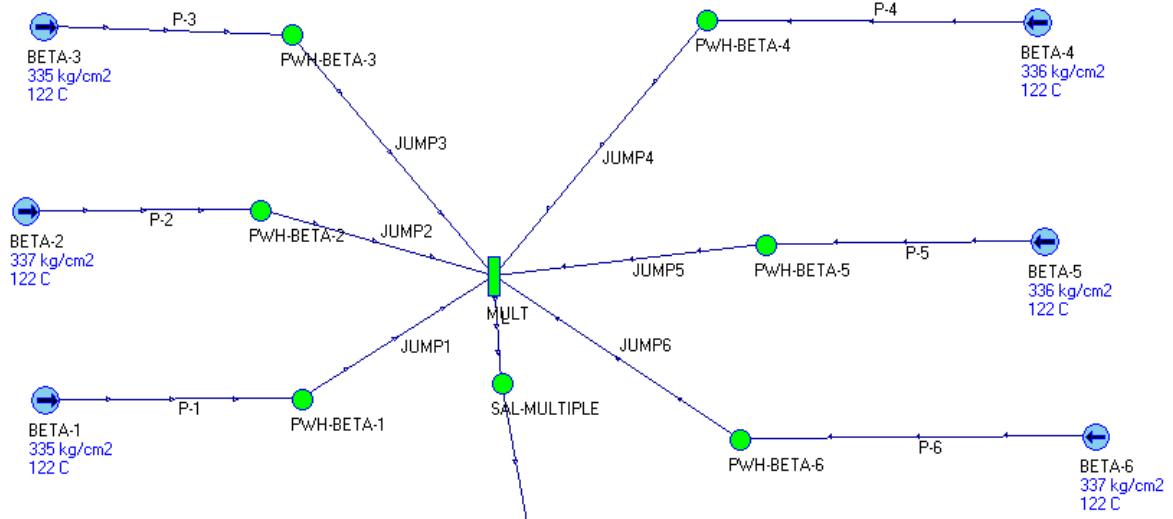 P-3
BETA-3
335 kg/cm2
122 C
PWH-BETA-3
P-4
PWH-BETA-4
BETA-4
336 kg/cm2
122 C
JUMP3
JUMP4
P-2
BETA-2
337 kg/cm2
122 C
PWH-BETA-2
JUMP2
JUMP5
PWH-BETA-5
P-5
BETA-5
336 kg/cm2
122 C
MULT
L
JUMP1
JUMP6
P-1
BETA-1
335 kg/cm2
122 C
PWH-BETA-1
SAL-MULTIPLE
PWH-BETA-6
P-6
BETA-6
337 kg/cm2
122 C